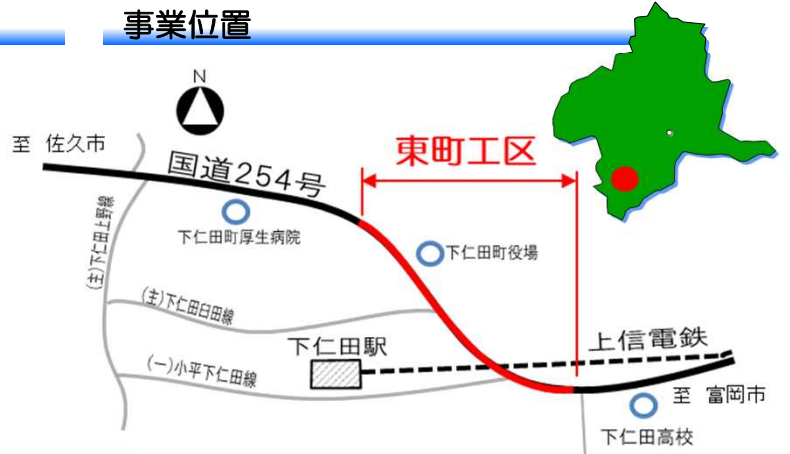 事業位置
N
至 佐久市
国道254号
東町工区
下仁田町厚生病院
下仁田町役場
(主)下仁田上野線
(主)下仁田臼田線
下仁田駅
上信電鉄
(一)小平下仁田線
至 富岡市
下仁田高校